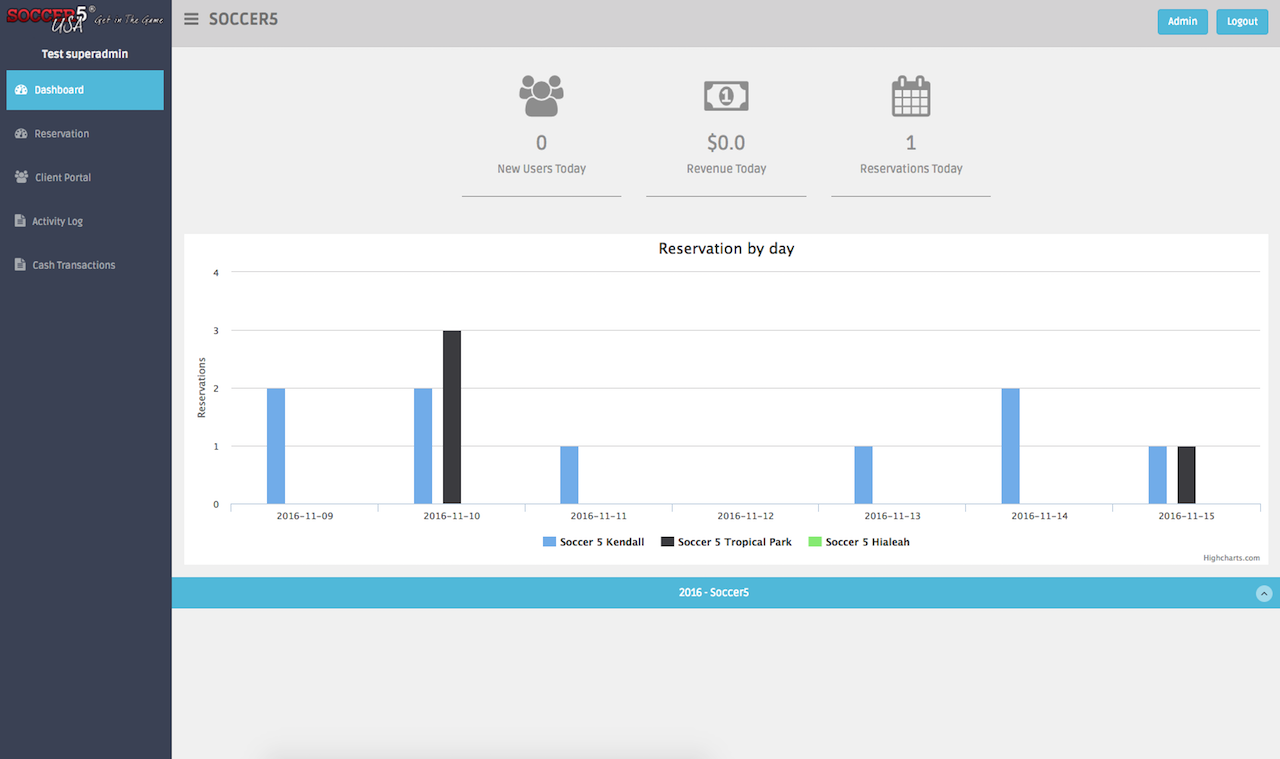 SOCCER5®
USA
Get in The Game
Test superadmin
Dashboard
Reservation
Client Portal
Activity Log
Cash Transactions
SOCCER5
Admin
Logout
1
0
New Users Today
$0.0
Revenue Today
1
Reservations Today
Reservation by day
Reservations
4
3
2
1
0
2016-11-09
2016-11-10
2016-11-11
2016-11-12
2016-11-13
2016-11-14
2016-11-15
Soccer 5 Kendall
Soccer 5 Tropical Park
Soccer 5 Hialeah
Highcharts.com
2016 - Soccer5